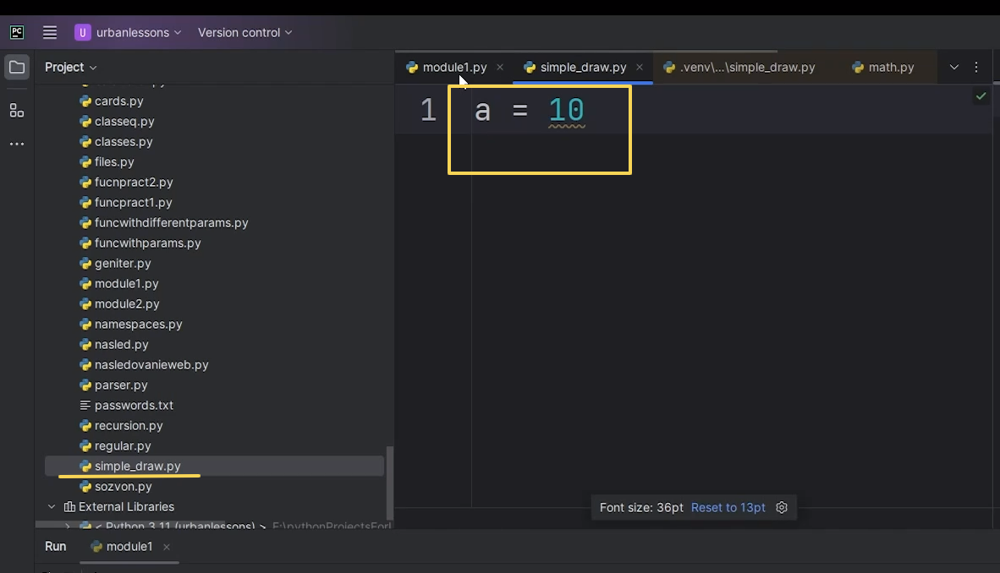 PC
U urbanlessons Version control
Project
module1.py simple_draw.py .venv\...\simple_draw.py math.py
cards.py
classeq.py
classes.py
files.py
fucnpract2.py
funcpract1.py
funcwithdifferentparams.py
funcwithparams.py
geniter.py
module1.py
module2.py
namespaces.py
nasled.py
nasledovanieweb.py
parser.py
passwords.txt
recursion.py
regular.py
simple_draw.py
sozvon.py
External Libraries
< Python 3.11 (urbanlessons) > F:\pythonProjectsForl
1 a = 10
Font size: 36pt Reset to 13pt
Run module1